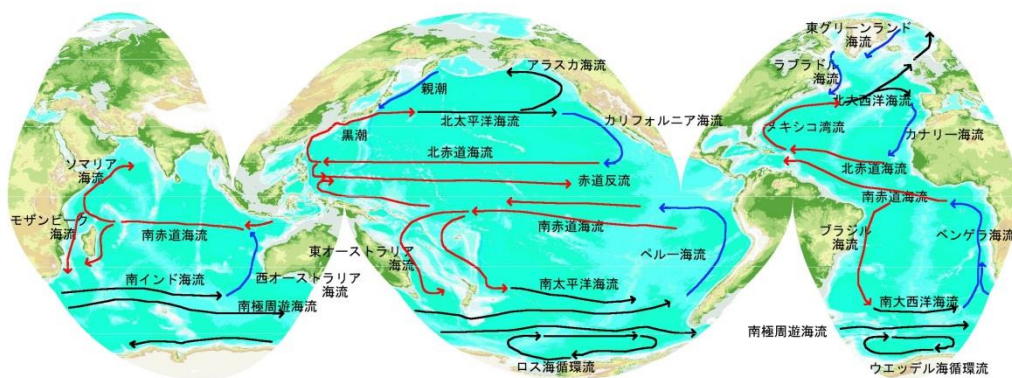 東グリーンランド
海流
ラブラドル
海流
アラスカ海流
親潮
北大西洋海流
北太平洋海流
カリフォルニア海流
メキシコ湾流
カナリー海流
黒潮
北赤道海流
ソマリア
海流
赤道反流
北赤道海流
南赤道海流
モザンビーク
海流
南赤道海流
南赤道海流
ブラジル
海流
ベンゲラ海流
東オーストラリア
海流
ペルー海流
南インド海流
西オーストラリア
海流
南太平洋海流
南極周遊海流
南大西洋海流
南極周遊海流
ロス海循環流
ウエッデル海循環流